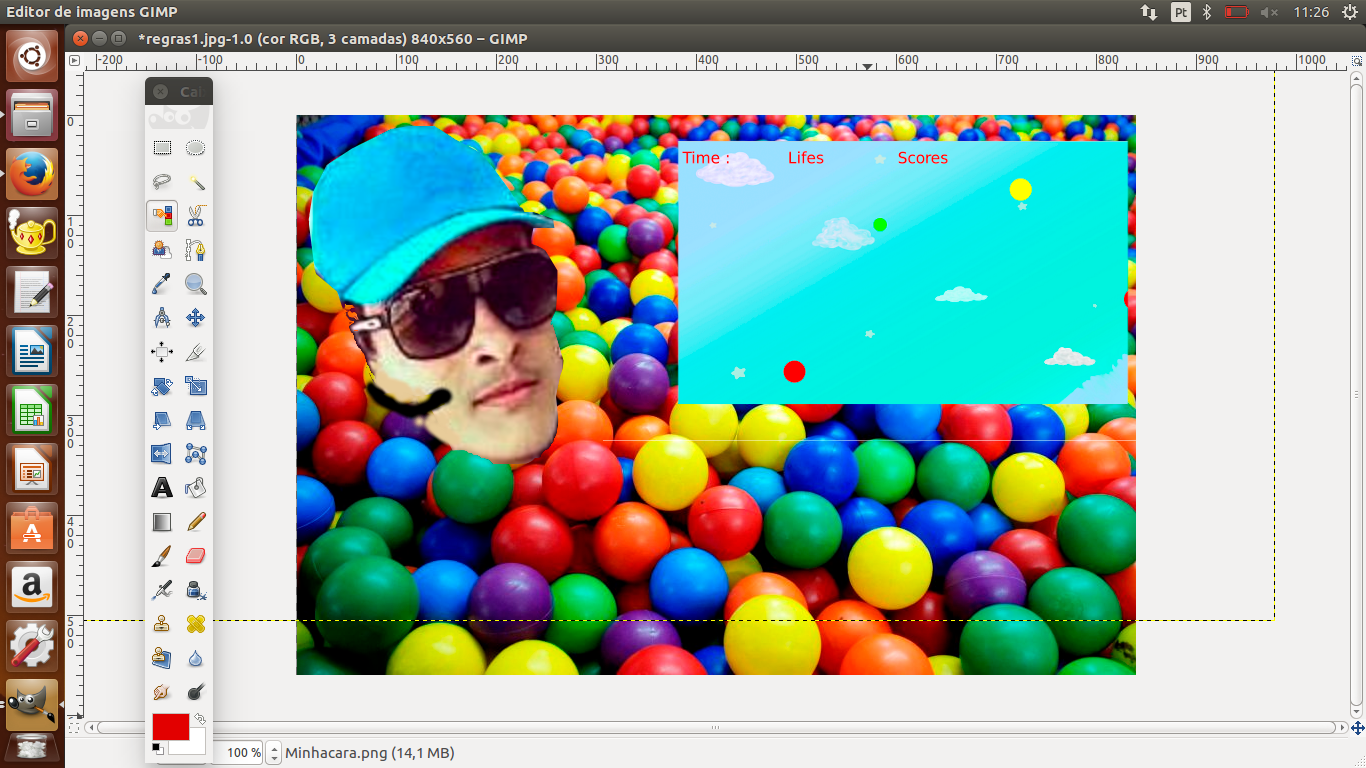 Editor de imagens GIMP
Pt
11:26
*regras1.jpg-1.0 (cor RGB, 3 camadas) 840x560 – GIMP
-200 -100 0 100 200 300 400 500 600 700 800 900 1000
0
100
200
300
400
500
Time :
Lifes
Scores
100 %
Minhacara.png (14,1 MB)